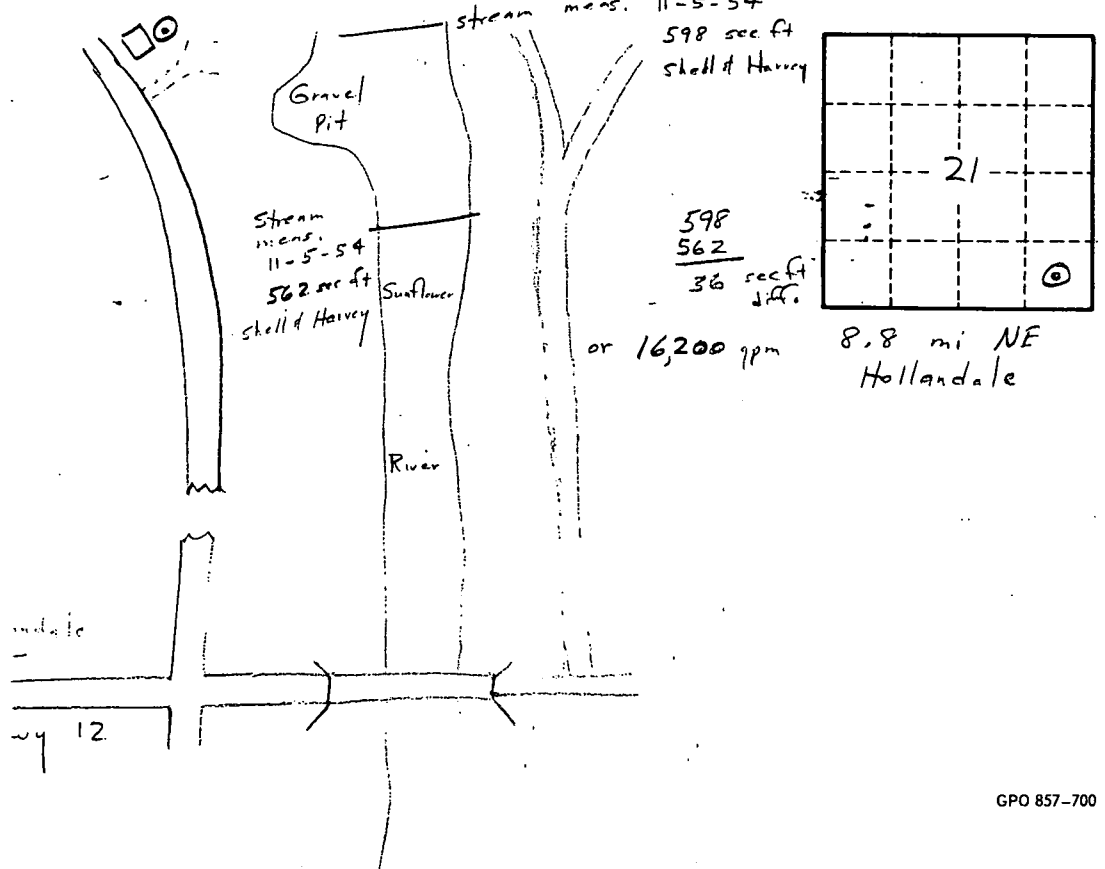 stream meas. 11-5-54
598 sec ft
Shell & Harvey
Gravel
Pit
stream
meas.
11-5-54
562 sec ft
Shell & Harvey
Sunflower
River
598
562
36 sec ft
diff.
or 16,200 gpm
21
8.8 mi NE
Hollandale
12
GPO 857-700